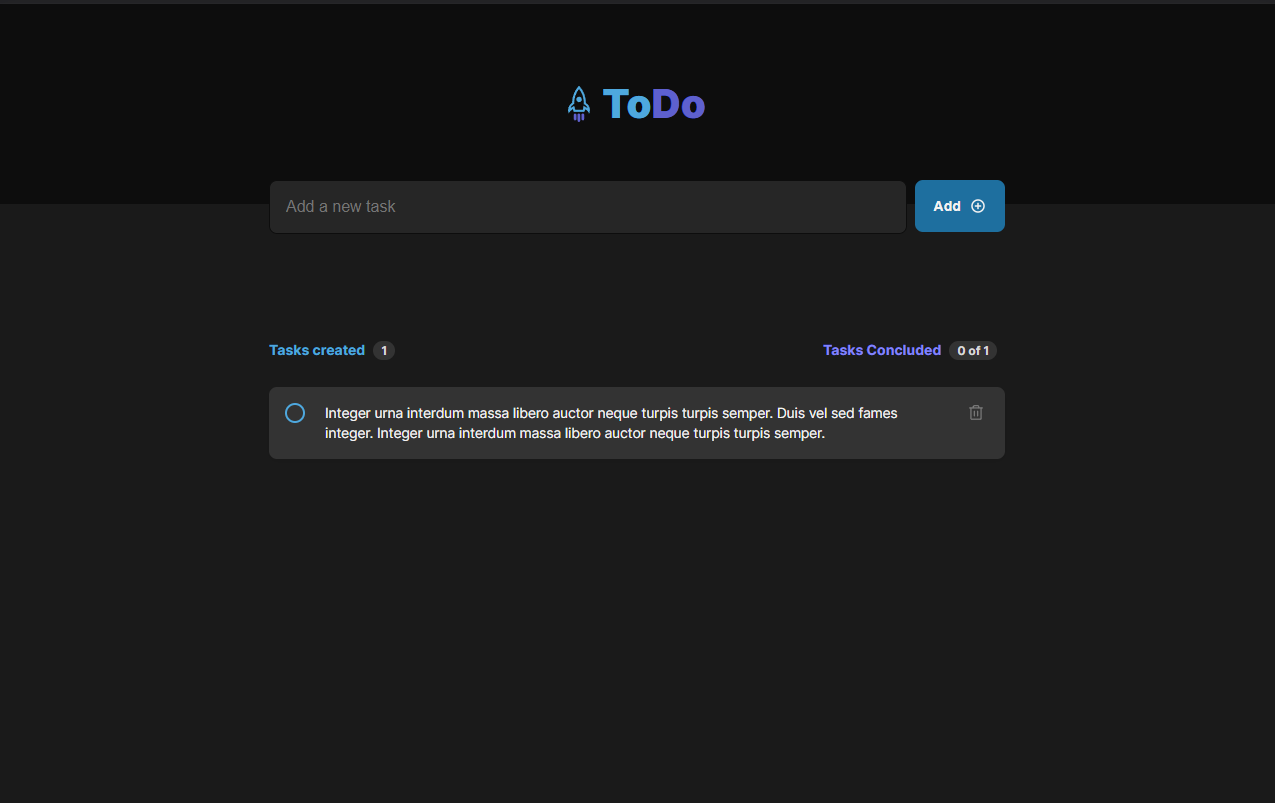 ToDo
Add a new task
Add
Tasks created 1
Tasks Concluded 0 of 1
Integer urna interdum massa libero auctor neque turpis turpis semper. Duis vel sed fames
integer. Integer urna interdum massa libero auctor neque turpis turpis semper.